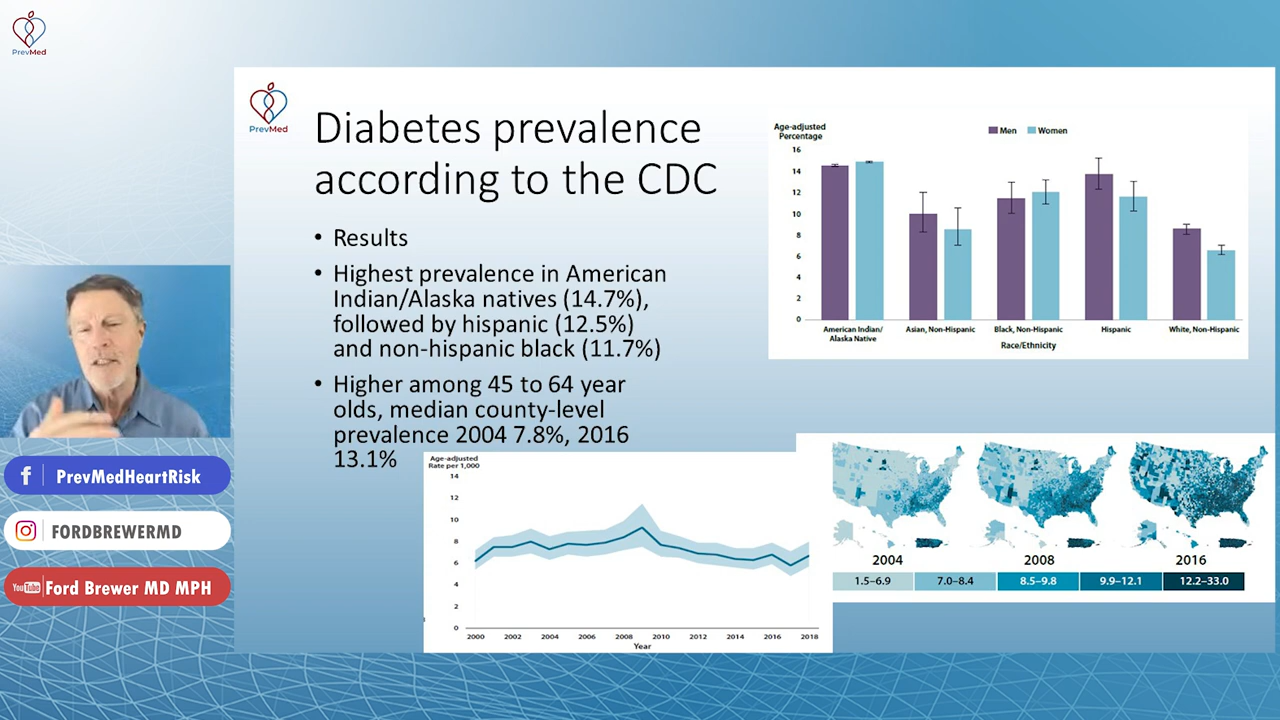 PrevMed
PrevMed
Diabetes prevalence
according to the CDC
• Results
• Highest prevalence in American
Indian/Alaska natives (14.7%),
followed by hispanic (12.5%)
and non-hispanic black (11.7%)
• Higher among 45 to 64 year
olds, median county-level
prevalence 2004 7.8%, 2016
13.1%
Age-adjusted
Percentage
Men Women
16
14
12
10
8
6
4
2
0
American Indian/
Alaska Native
Asian, Non-Hispanic
Black, Non-Hispanic
Hispanic
White, Non-Hispanic
Race/Ethnicity
Age-adjusted
Rate per 1,000
14
12
10
8
6
4
2
0
2000 2002 2004 2006 2008 2010 2012 2014 2016 2018
Year
2004 2008 2016
1.5–6.9 7.0–8.4 8.5–9.8 9.9–12.1 12.2–33.0
f PrevMedHeartRisk
FORDBREWERMD
YouTube Ford Brewer MD MPH